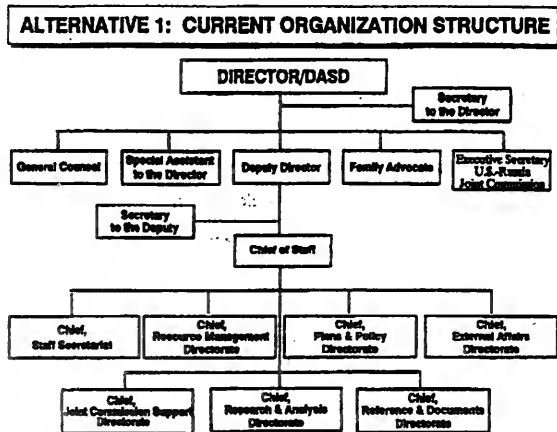 ALTERNATIVE 1: CURRENT ORGANIZATION STRUCTURE
DIRECTOR/DASD
Secretary
to the Director
General Counsel
Special Assistant
to the Director
Deputy Director
Family Advocate
Executive Secretary
U.S.-Russia
Joint Commission
Secretary
to the Deputy
Chief of Staff
Chief,
Staff Secretariat
Chief,
Resource Management
Directorate
Chief,
Plans & Policy
Directorate
Chief,
External Affairs
Directorate
Chief,
Joint Commission Support
Directorate
Chief,
Research & Analysis
Directorate
Chief,
Reference & Documents
Directorate